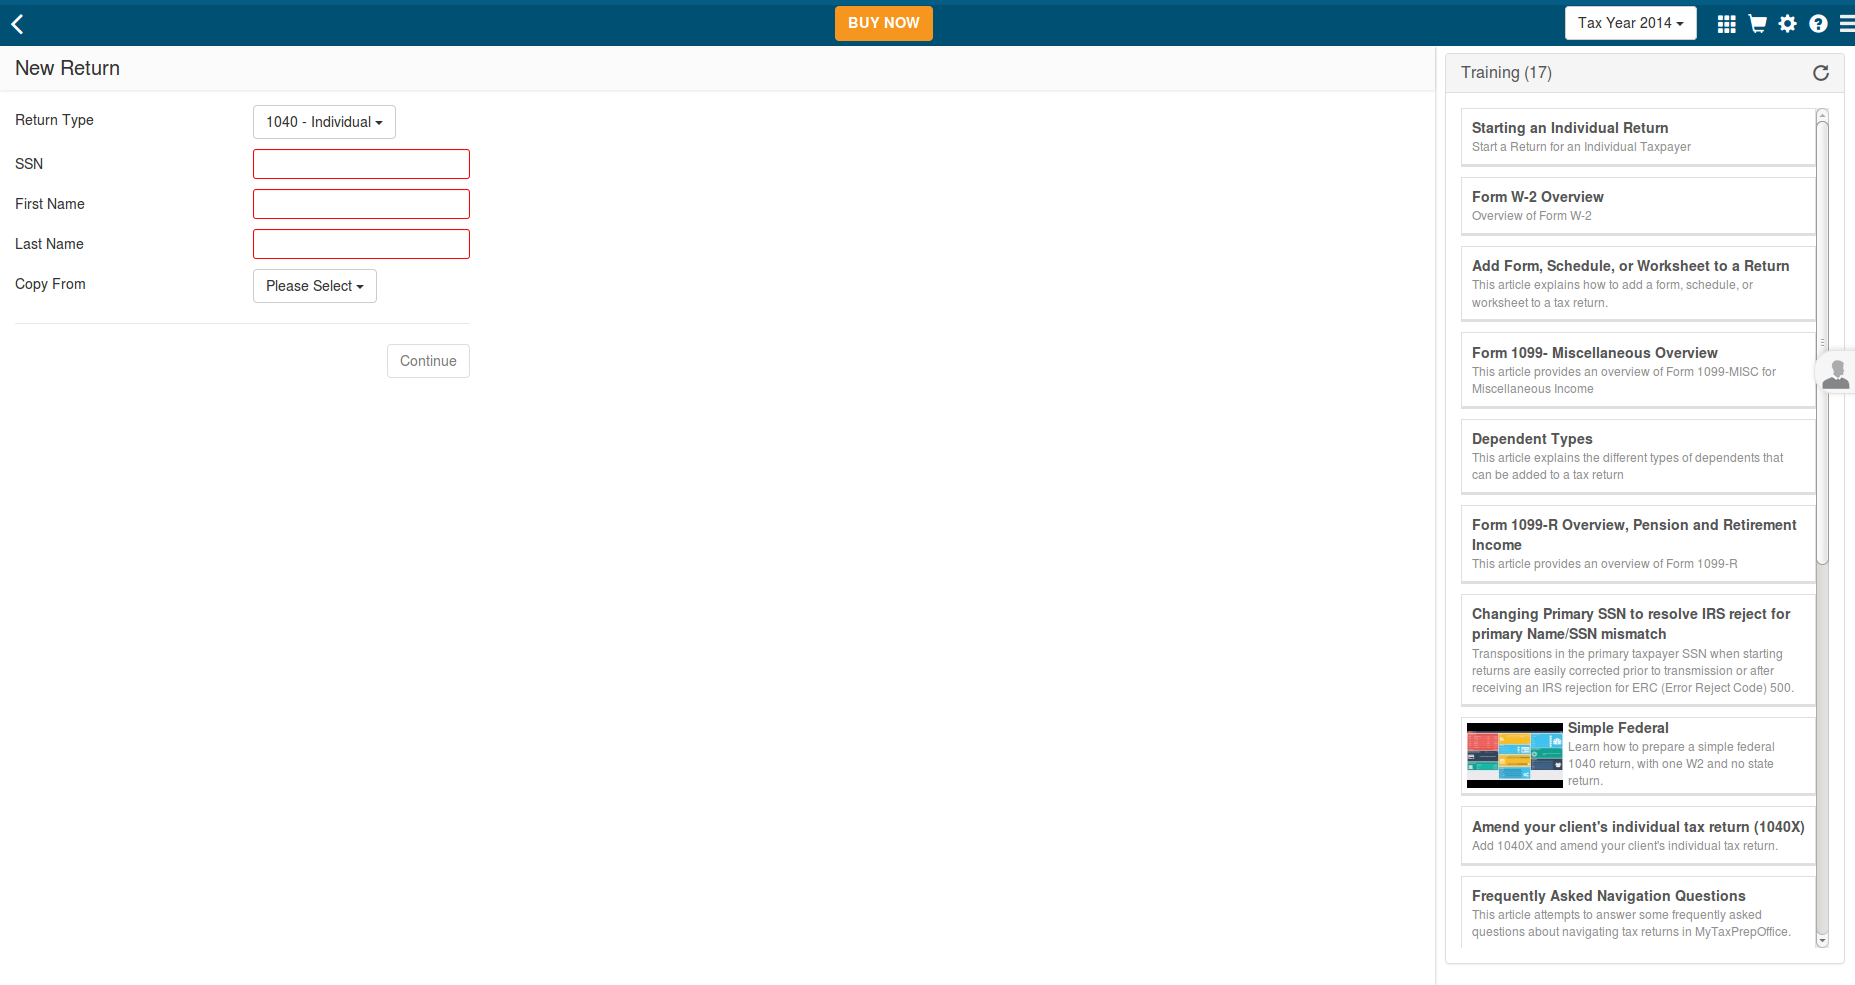 BUY NOW
Tax Year 2014
New Return
Return Type
1040 - Individual
SSN
First Name
Last Name
Copy From
Please Select
Continue
Training (17)
Starting an Individual Return
Start a Return for an Individual Taxpayer
Form W-2 Overview
Overview of Form W-2
Add Form, Schedule, or Worksheet to a Return
This article explains how to add a form, schedule, or
worksheet to a tax return.
Form 1099- Miscellaneous Overview
This article provides an overview of Form 1099-MISC for
Miscellaneous Income
Dependent Types
This article explains the different types of dependents that
can be added to a tax return
Form 1099-R Overview, Pension and Retirement
Income
This article provides an overview of Form 1099-R
Changing Primary SSN to resolve IRS reject for
primary Name/SSN mismatch
Transpositions in the primary taxpayer SSN when starting
returns are easily corrected prior to transmission or after
receiving an IRS rejection for ERC (Error Reject Code) 500.
Simple Federal
Learn how to prepare a simple federal
1040 return, with one W2 and no state
return.
Amend your client's individual tax return (1040X)
Add 1040X and amend your client's individual tax return.
Frequently Asked Navigation Questions
This article attempts to answer some frequently asked
questions about navigating tax returns in MyTaxPrepOffice.